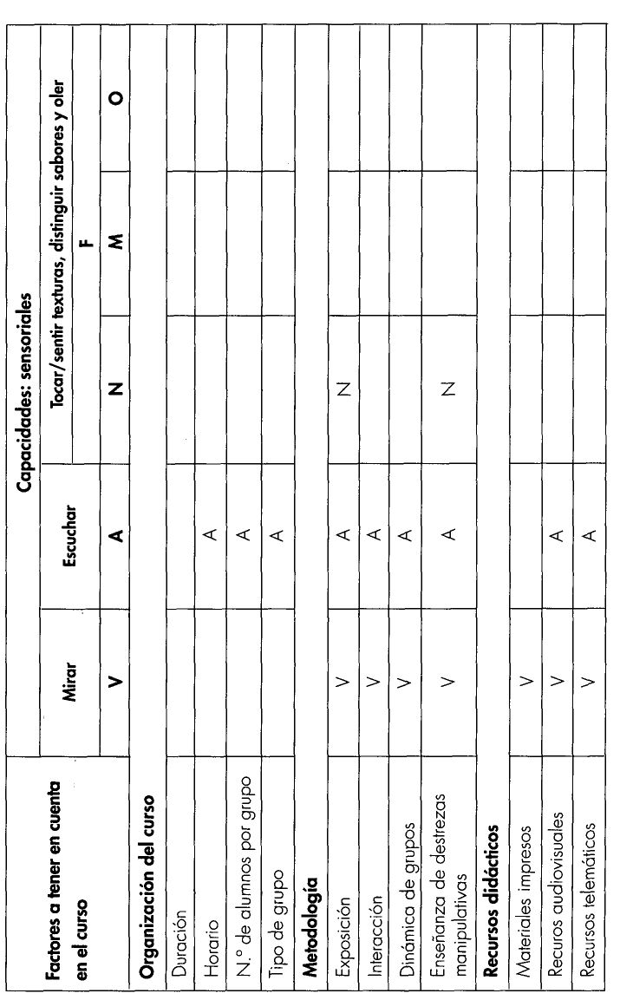 Capacidades: sensoriales
Factores a tener en cuenta
en el curso
Mirar
Escuchar
Tocar/sentir texturas, distinguir sabores y oler
F
V A N M O
Organización del curso
Duración
Horario A
N.º de alumnos por grupo A
Tipo de grupo A
Metodología
Exposición V A N
Interacción V A
Dinámico de grupos V A
Enseñanza de destrezas
manipulativas V A N
Recursos didácticos
Materiales impresos V
Recuros audiovisuales V A
Recursos telemáticos V A